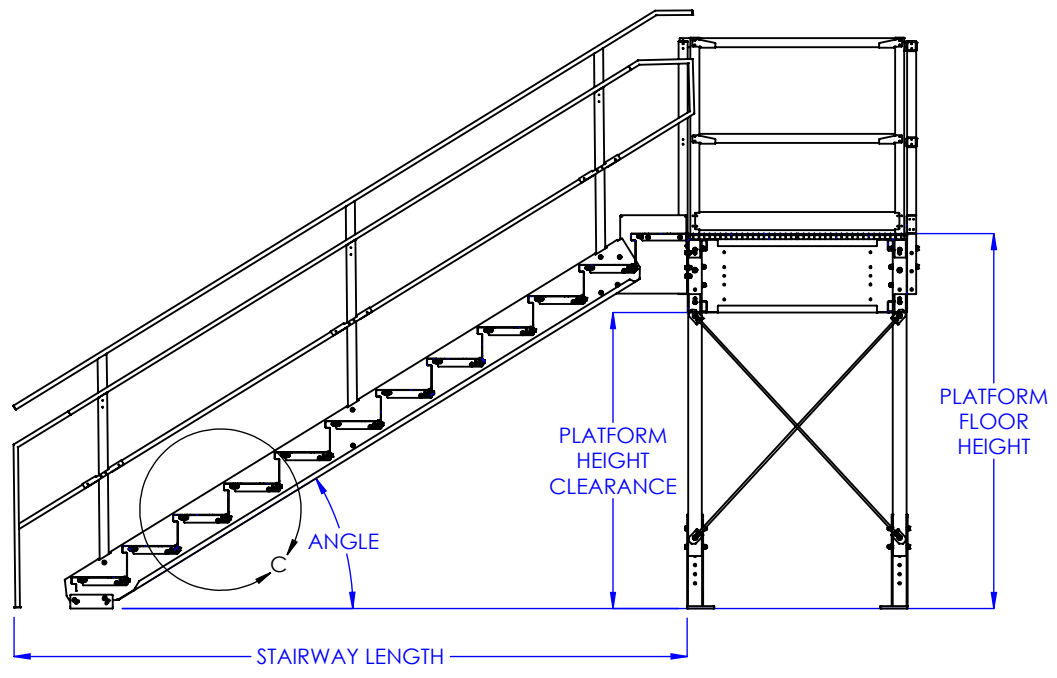 PLATFORM
FLOOR
HEIGHT
PLATFORM
HEIGHT
CLEARANCE
ANGLE
C
STAIRWAY LENGTH